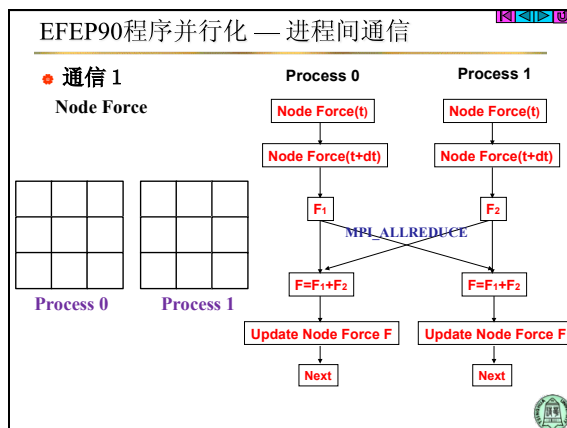 EFEP90程序并行化 — 进程间通信
通信 1
Node Force
Process 0
Process 1
Node Force(t)
Node Force(t)
Node Force(t+dt)
Node Force(t+dt)
F1
F2
MPI_ALLREDUCE
F=F1+F2
F=F1+F2
Process 0
Process 1
Update Node Force F
Update Node Force F
Next
Next